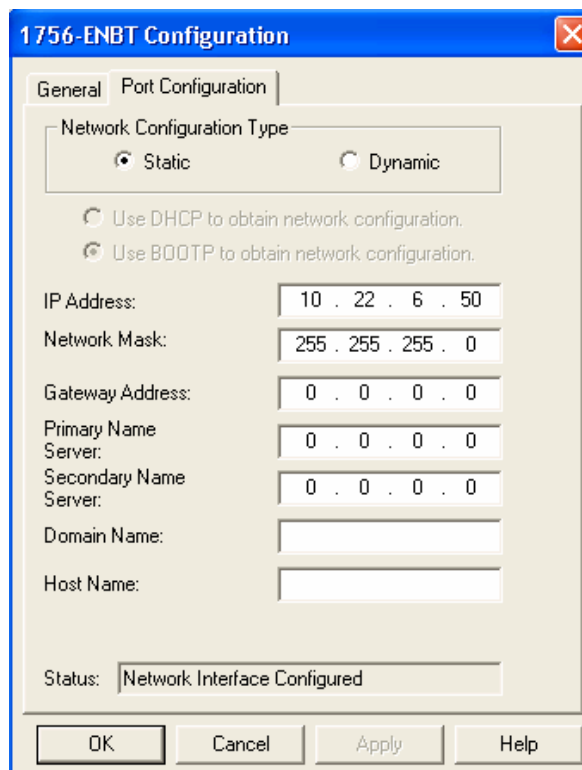 1756-ENBT Configuration
General Port Configuration
Network Configuration Type
Static Dynamic
Use DHCP to obtain network configuration.
Use BOOTP to obtain network configuration.
IP Address: 10 . 22 . 6 . 50
Network Mask: 255 . 255 . 255 . 0
Gateway Address: 0 . 0 . 0 . 0
Primary Name
Server: 0 . 0 . 0 . 0
Secondary Name
Server: 0 . 0 . 0 . 0
Domain Name:
Host Name:
Status: Network Interface Configured
OK Cancel Apply Help